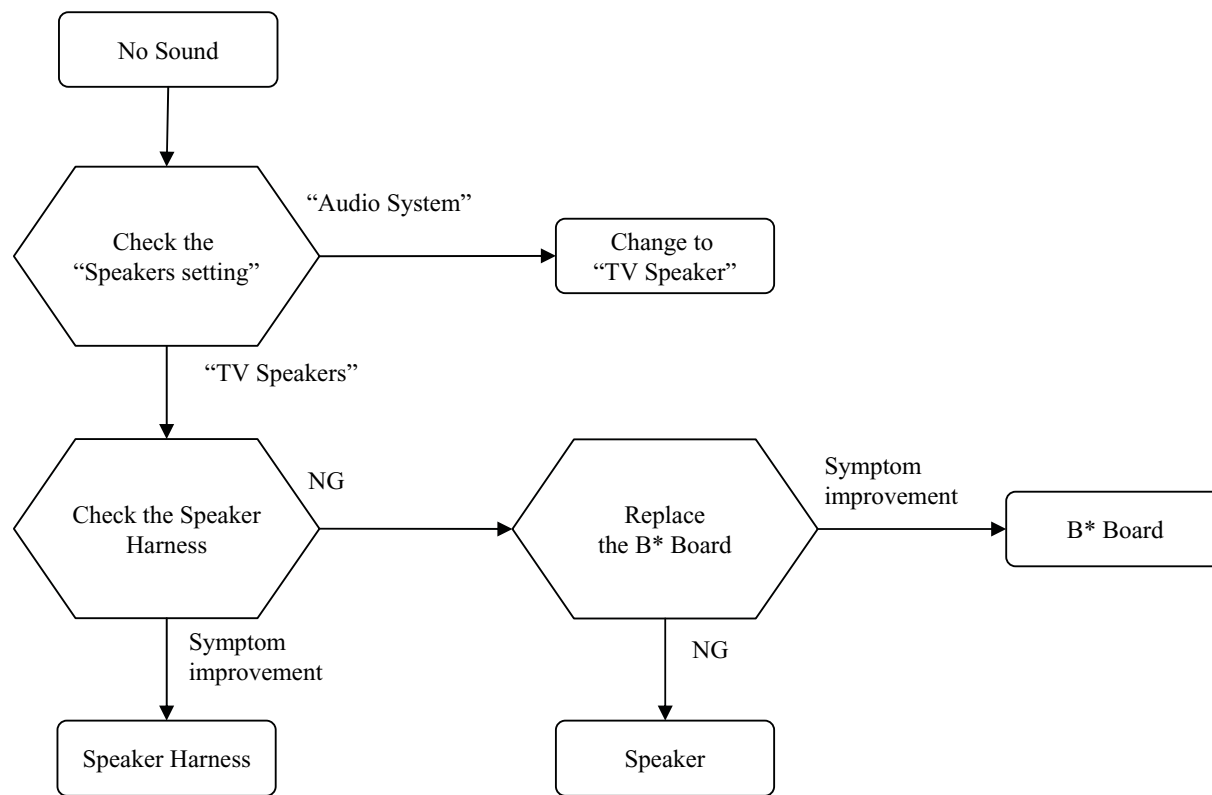 No Sound
“Audio System”
Check the
“Speakers setting”
Change to
“TV Speaker”
“TV Speakers”
Symptom
improvement
NG
Check the Speaker
Harness
Replace
the B* Board
B* Board
Symptom
improvement
NG
Speaker Harness
Speaker